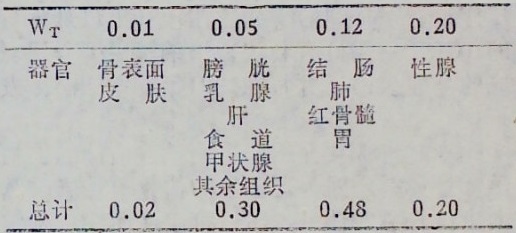 W_T 0.01 0.05 0.12 0.20
器官 骨表面 膀胱 结肠 性腺
皮肤 乳腺 肺
肝 红骨髓
食道 胃
甲状腺
其余组织
总计 0.02 0.30 0.48 0.20